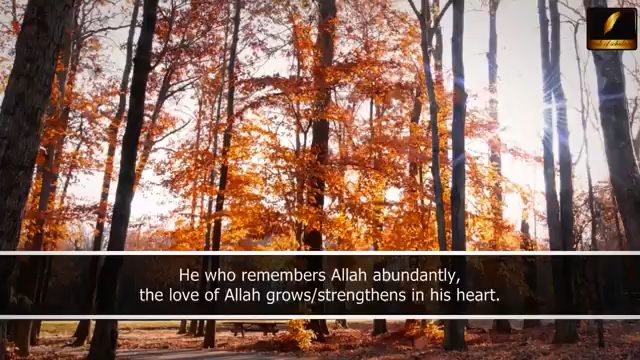 He who remembers Allah abundantly,
the love of Allah grows/strengthens in his heart.